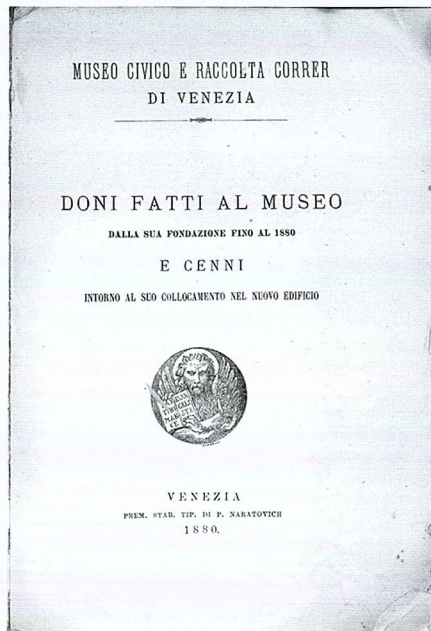 MUSEO CIVICO E RACCOLTA CORRER
DI VENEZIA
DONI FATTI AL MUSEO
DALLA SUA FONDAZIONE FINO AL 1880
E CENNI
INTORNO AL SUO COLLOCAMENTO NEL NUOVO EDIFICIO
VENEZIA
PREM. STAB. TIP. DI P. NARATOVICH
1880.